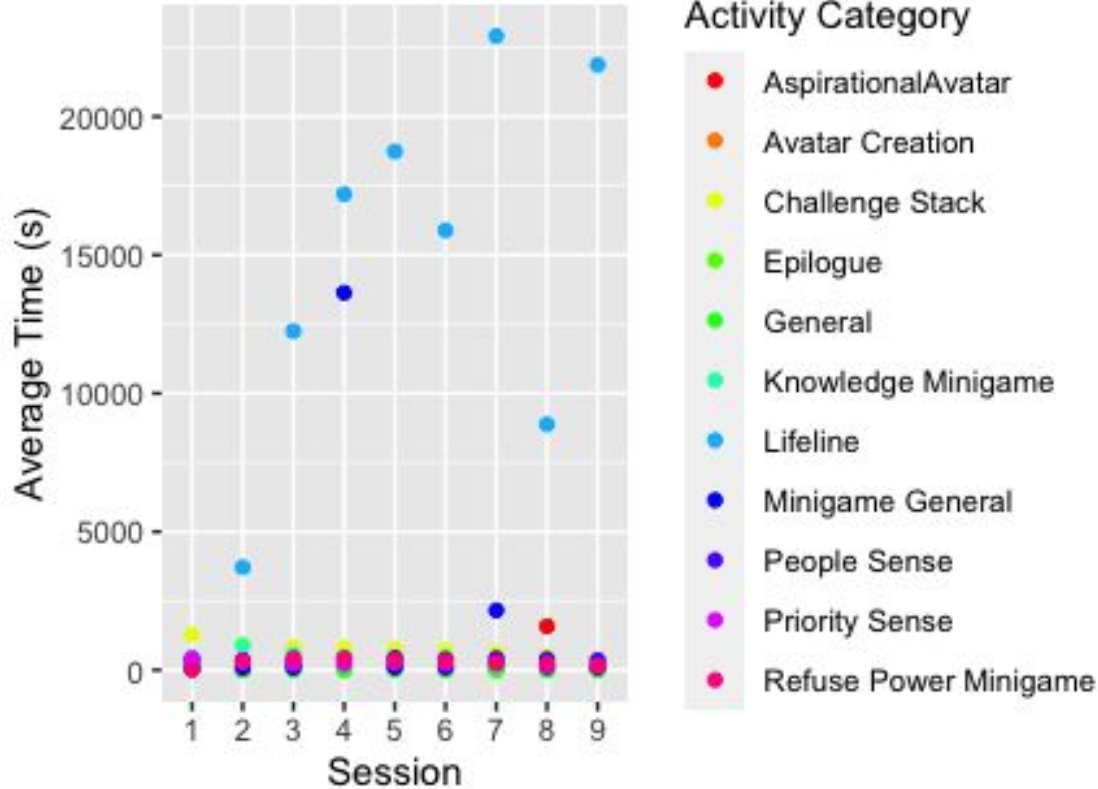 Activity Category
AspirationalAvatar
Avatar Creation
Challenge Stack
Epilogue
General
Knowledge Minigame
Lifeline
Minigame General
People Sense
Priority Sense
Refuse Power Minigame
Average Time (s)
20000
15000
10000
5000
0
1 2 3 4 5 6 7 8 9
Session